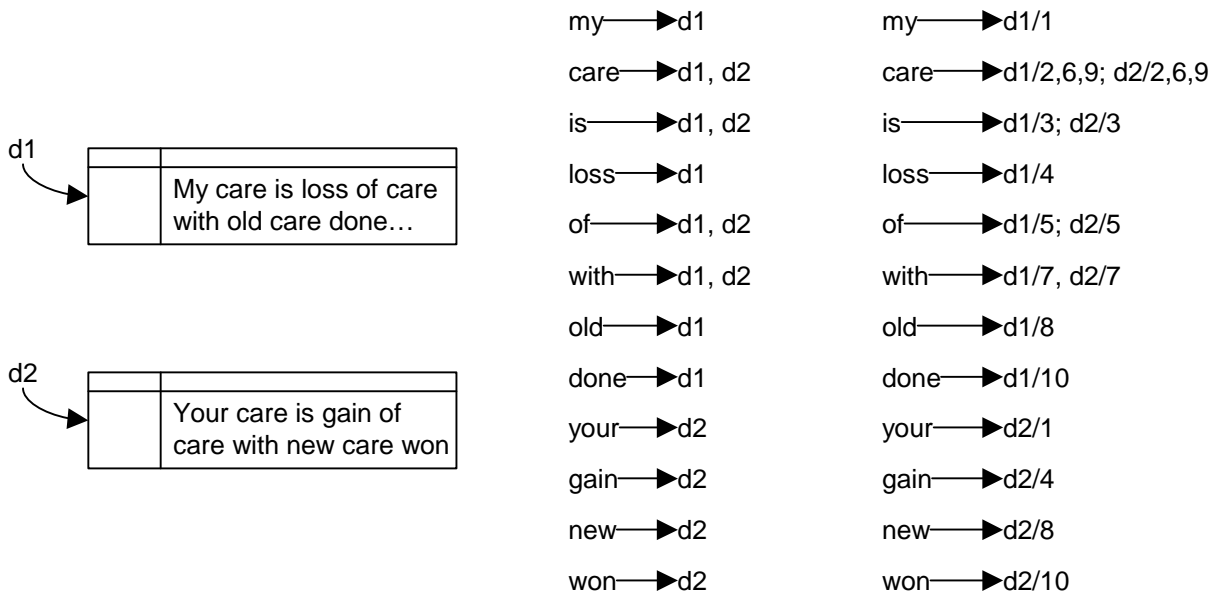 d1
My care is loss of care
with old care done…
d2
Your care is gain of
care with new care won
my d1
care d1, d2
is d1, d2
loss d1
of d1, d2
with d1, d2
old d1
done d1
your d2
gain d2
new d2
won d2
my d1/1
care d1/2,6,9; d2/2,6,9
is d1/3; d2/3
loss d1/4
of d1/5; d2/5
with d1/7, d2/7
old d1/8
done d1/10
your d2/1
gain d2/4
new d2/8
won d2/10